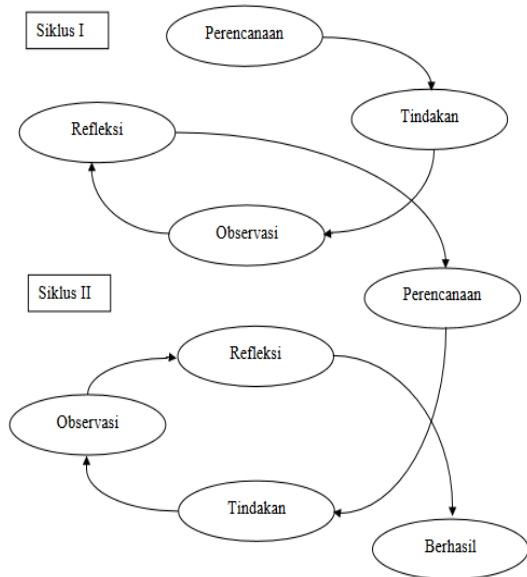 Siklus I
Perencanaan
Tindakan
Refleksi
Observasi
Siklus II
Perencanaan
Refleksi
Observasi
Tindakan
Berhasil